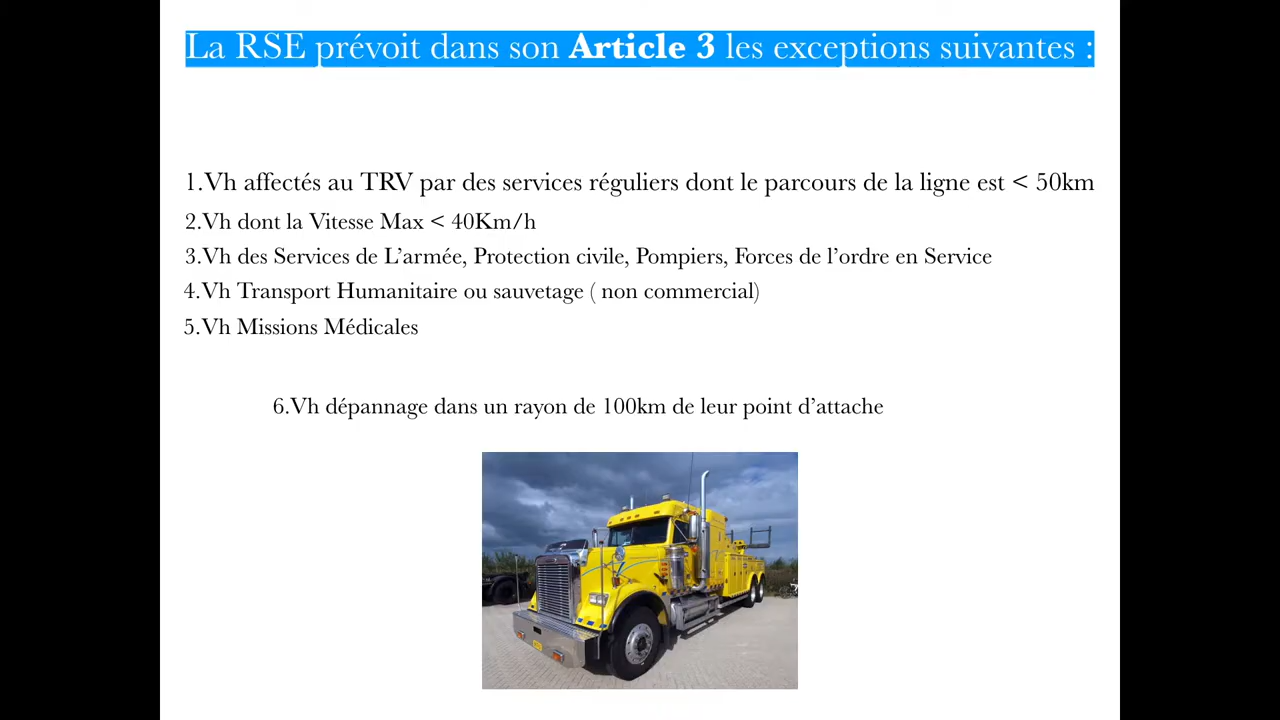 La RSE prévoit dans son Article 3 les exceptions suivantes :
1.Vh affectés au TRV par des services réguliers dont le parcours de la ligne est < 50km
2.Vh dont la Vitesse Max < 40Km/h
3.Vh des Services de L’armée, Protection civile, Pompiers, Forces de l’ordre en Service
4.Vh Transport Humanitaire ou sauvetage ( non commercial)
5.Vh Missions Médicales
6.Vh dépannage dans un rayon de 100km de leur point d’attache